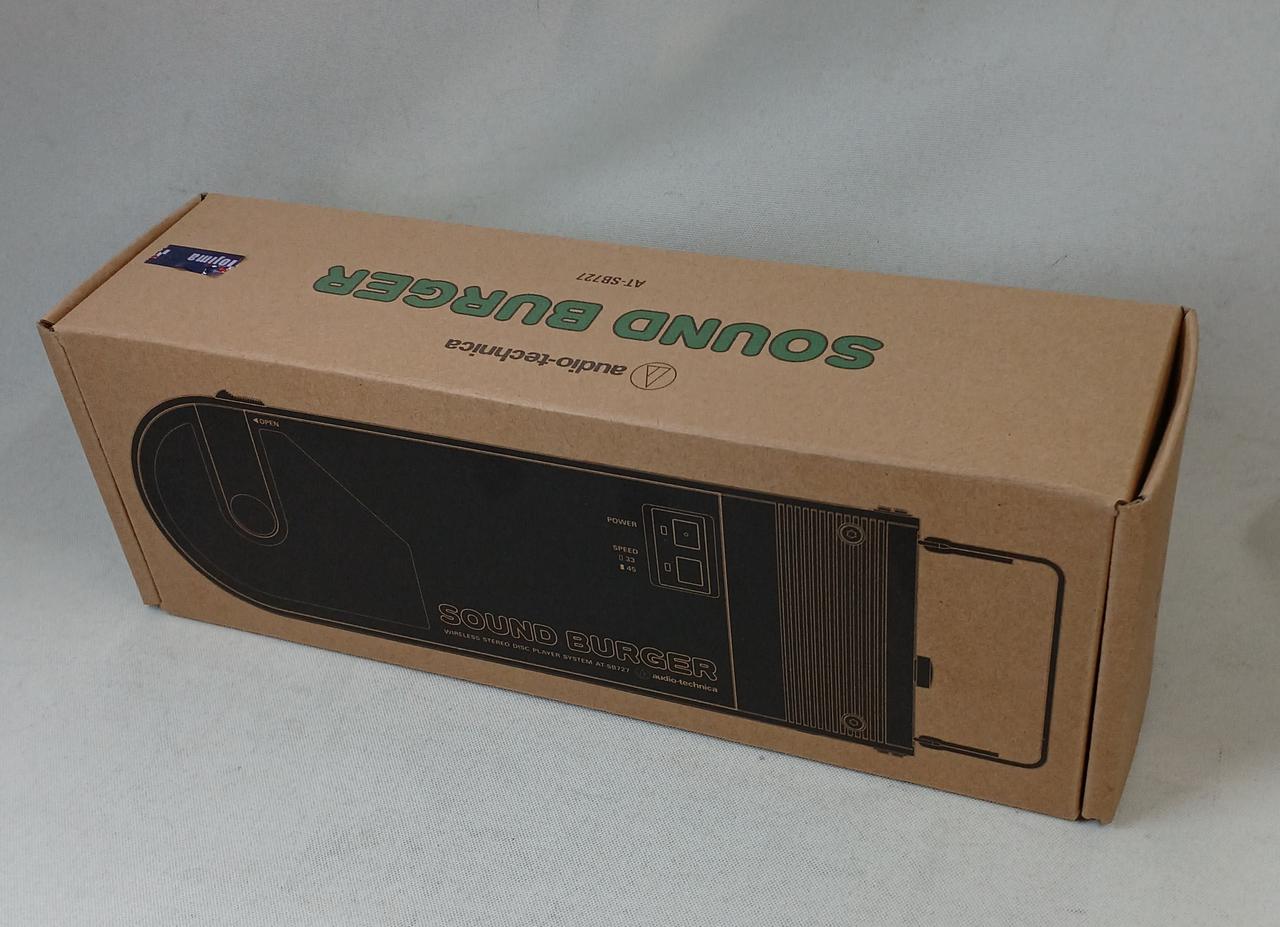 audio-technica
SOUND BURGER
AT-SB727
nojima
◀OPEN
POWER
SPEED
33
45
SOUND BURGER
WIRELESS STEREO DISC PLAYER SYSTEM AT-SB727
audio-technica